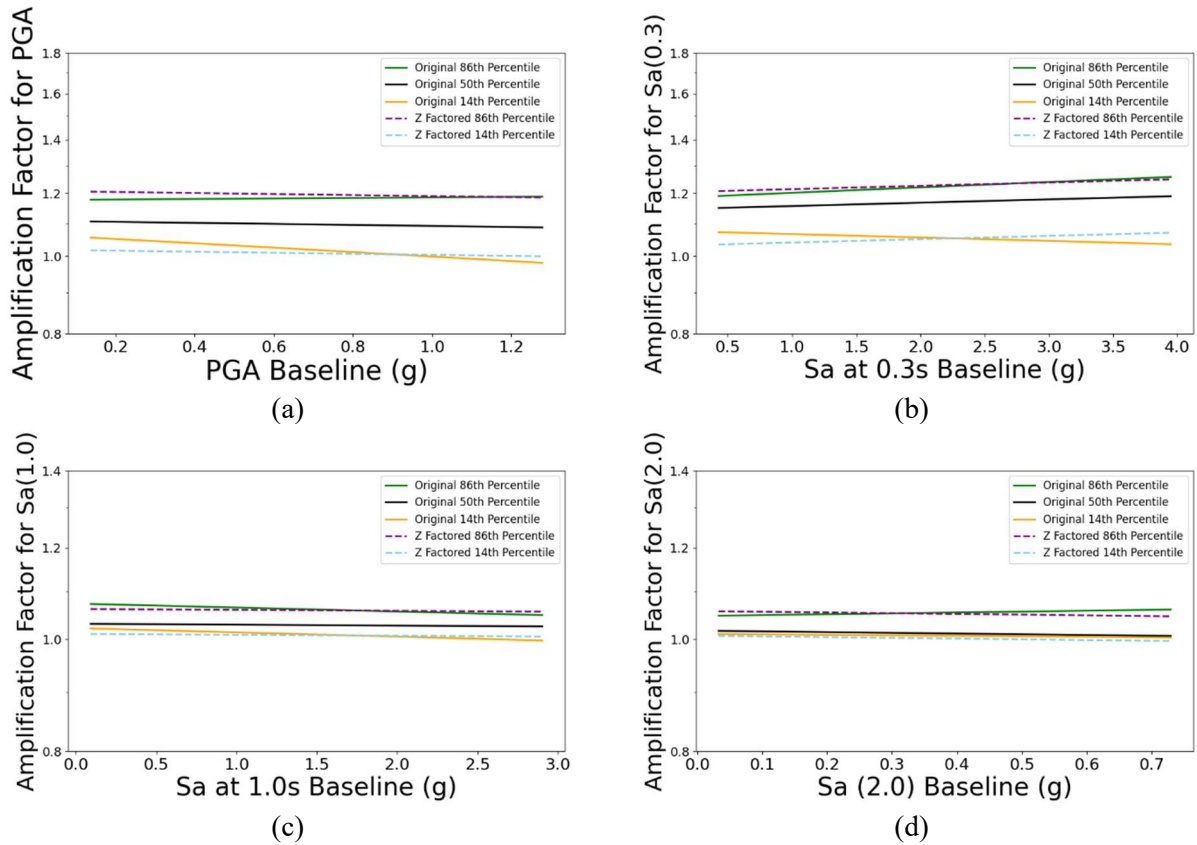 Amplification Factor for PGA
1.8
1.6
1.4
1.2
1.0
0.8
Original 86th Percentile
Original 50th Percentile
Original 14th Percentile
Z Factored 86th Percentile
Z Factored 14th Percentile
0.2 0.4 0.6 0.8 1.0 1.2
PGA Baseline (g)
(a)
Amplification Factor for Sa(0.3)
1.8
1.6
1.4
1.2
1.0
0.8
Original 86th Percentile
Original 50th Percentile
Original 14th Percentile
Z Factored 86th Percentile
Z Factored 14th Percentile
0.5 1.0 1.5 2.0 2.5 3.0 3.5 4.0
Sa at 0.3s Baseline (g)
(b)
Amplification Factor for Sa(1.0)
1.4
1.2
1.0
0.8
Original 86th Percentile
Original 50th Percentile
Original 14th Percentile
Z Factored 86th Percentile
Z Factored 14th Percentile
0.0 0.5 1.0 1.5 2.0 2.5 3.0
Sa at 1.0s Baseline (g)
(c)
Amplification Factor for Sa(2.0)
1.4
1.2
1.0
0.8
Original 86th Percentile
Original 50th Percentile
Original 14th Percentile
Z Factored 86th Percentile
Z Factored 14th Percentile
0.0 0.1 0.2 0.3 0.4 0.5 0.6 0.7
Sa (2.0) Baseline (g)
(d)